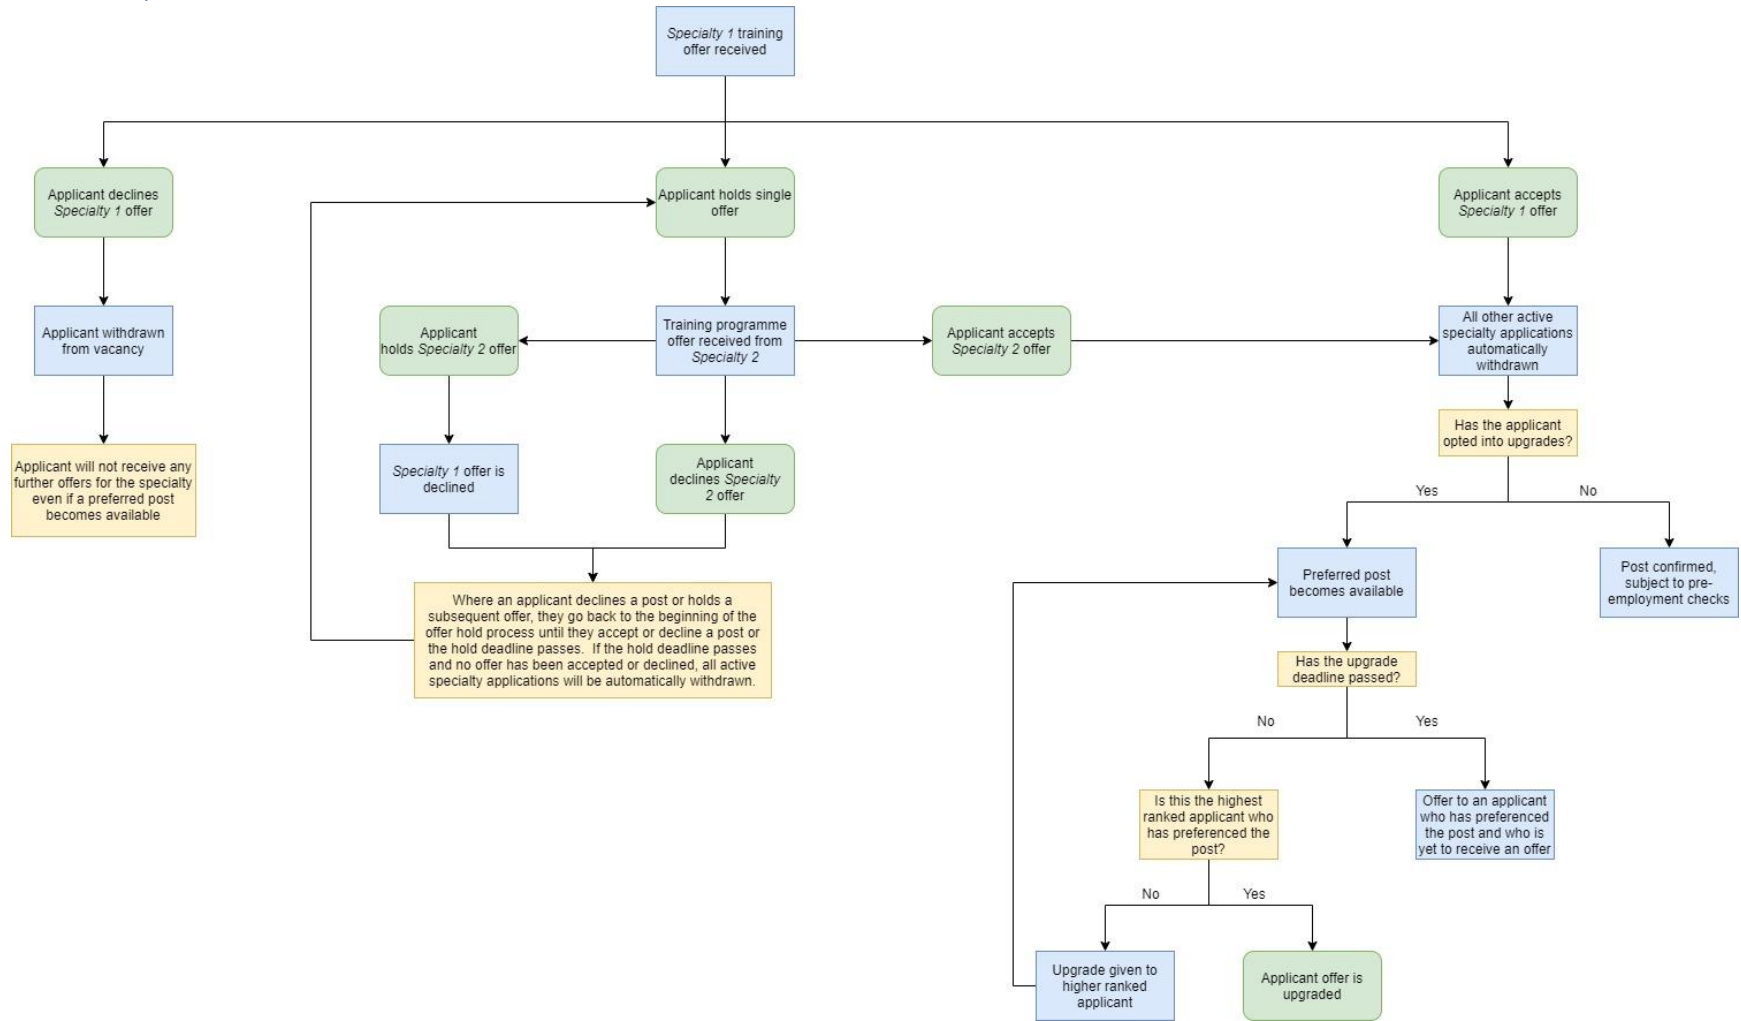 Specialty 1 training
offer received
Applicant declines
Specialty 1 offer
Applicant holds single
offer
Applicant accepts
Specialty 1 offer
Applicant withdrawn
from vacancy
Applicant
holds Specialty 2 offer
Training programme
offer received from
Specialty 2
Applicant accepts
Specialty 2 offer
All other active
specialty applications
automatically
withdrawn
Has the applicant
opted into upgrades?
Applicant will not receive any
further offers for the specialty
even if a preferred post
becomes available
Specialty 1 offer is
declined
Applicant
declines Specialty
2 offer
Yes
No
Where an applicant declines a post or holds a
subsequent offer, they go back to the beginning of the
offer hold process until they accept or decline a post or
the hold deadline passes. If the hold deadline passes
and no offer has been accepted or declined, all active
specialty applications will be automatically withdrawn.
Preferred post
becomes available
Post confirmed,
subject to pre-
employment checks
Has the upgrade
deadline passed?
No
Yes
Is this the highest
ranked applicant who
has preferenced the
post?
Offer to an applicant
who has preferenced
the post and who is
yet to receive an offer
No
Yes
Upgrade given to
higher ranked
applicant
Applicant offer is
upgraded